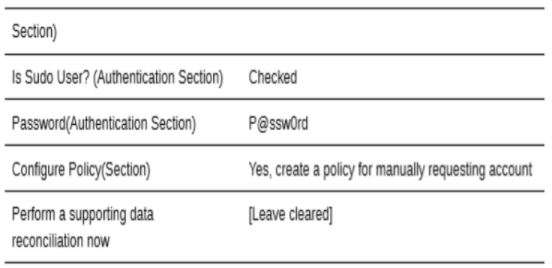 Section)
Is Sudo User? (Authentication Section) Checked
Password(Authentication Section) P@ssw0rd
Configure Policy(Section) Yes, create a policy for manually requesting account
Perform a supporting data [Leave cleared]
reconciliation now